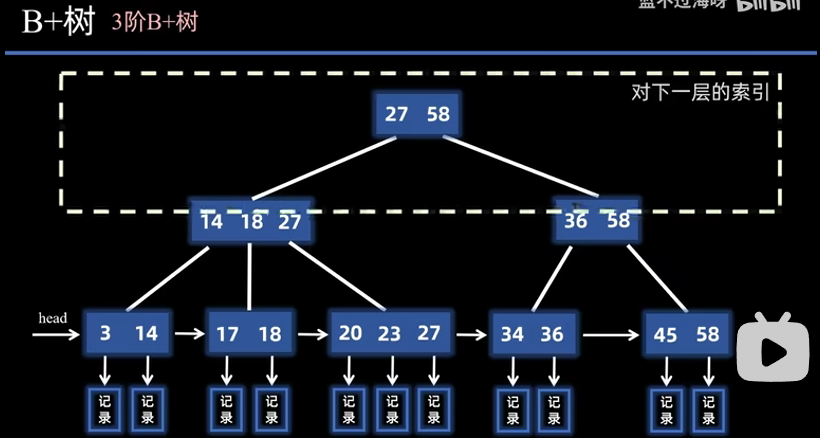 B+树 3阶B+树
蓝不过海呀 bilibili
对下一层的索引
27 58
14 18 27 36 58
head
3 14 17 18 20 23 27 34 36 45 58
记录 记录 记录 记录 记录 记录 记录 记录 记录 记录 记录